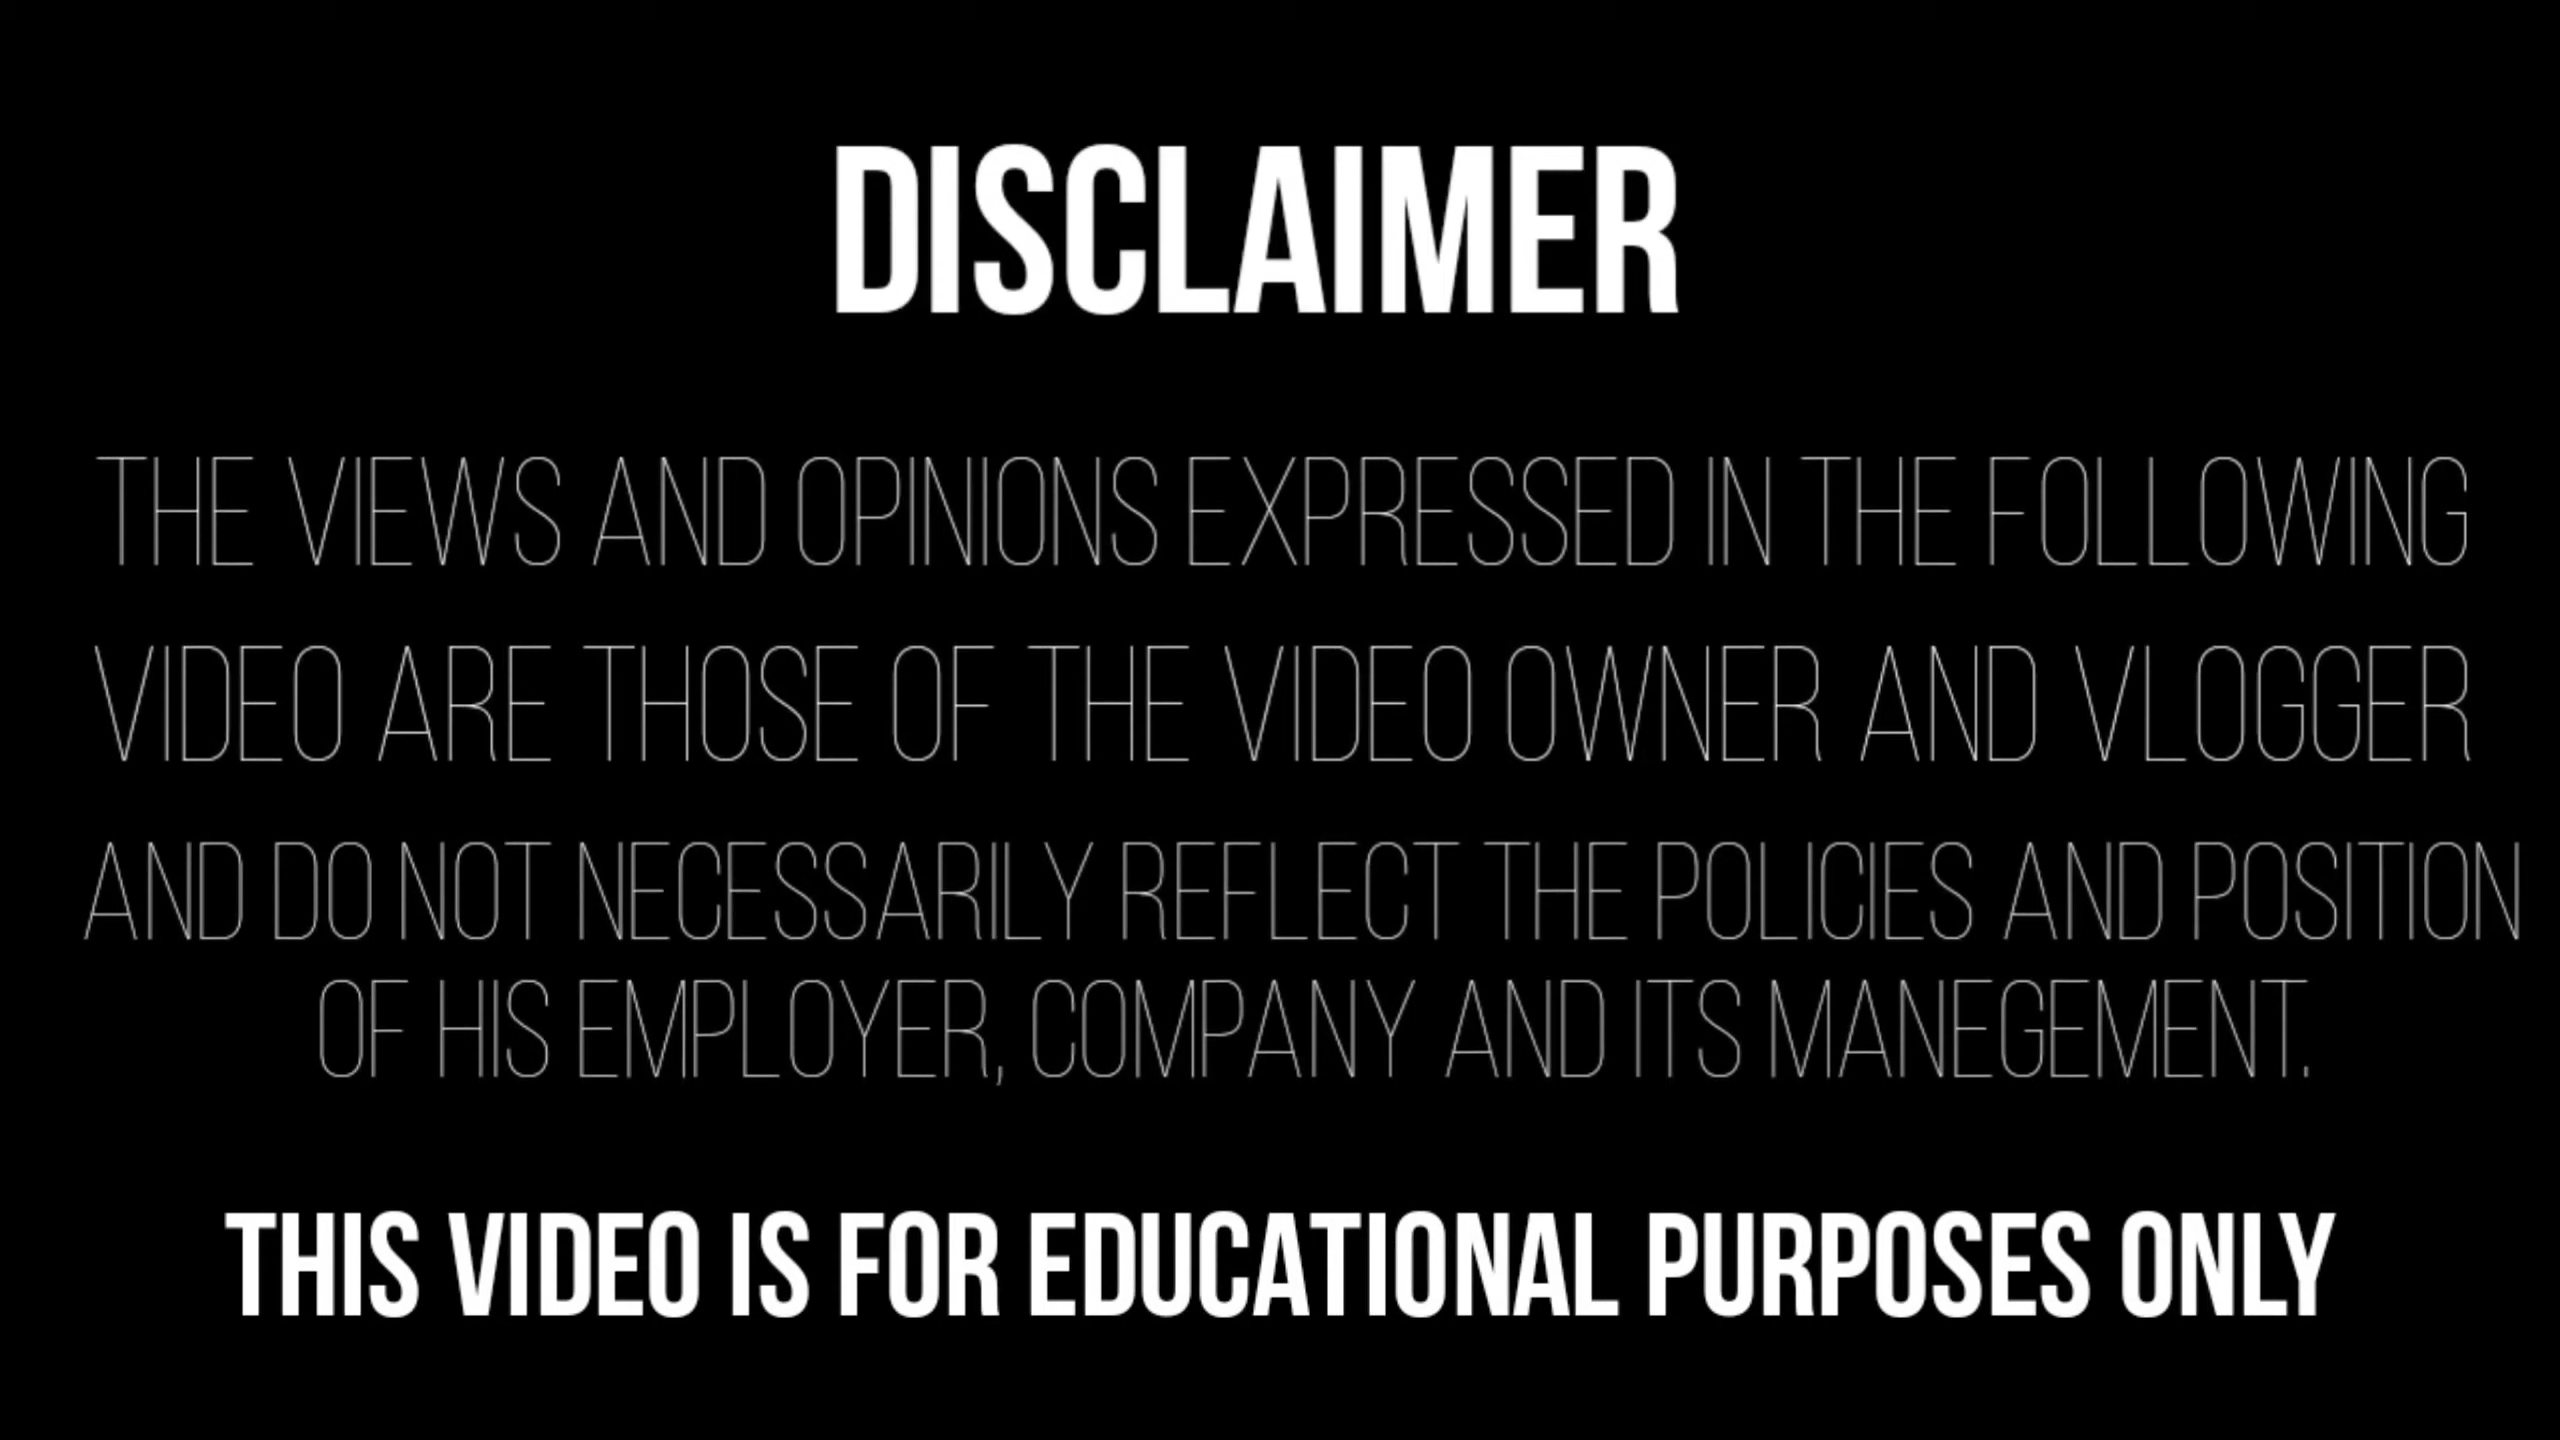 DISCLAIMER
THE VIEWS AND OPINIONS EXPRESSED IN THE FOLLOWING
VIDEO ARE THOSE OF THE VIDEO OWNER AND VLOGGER
AND DO NOT NECESSARILY REFLECT THE POLICIES AND POSITION
OF HIS EMPLOYER, COMPANY AND ITS MANEGEMENT.
THIS VIDEO IS FOR EDUCATIONAL PURPOSES ONLY